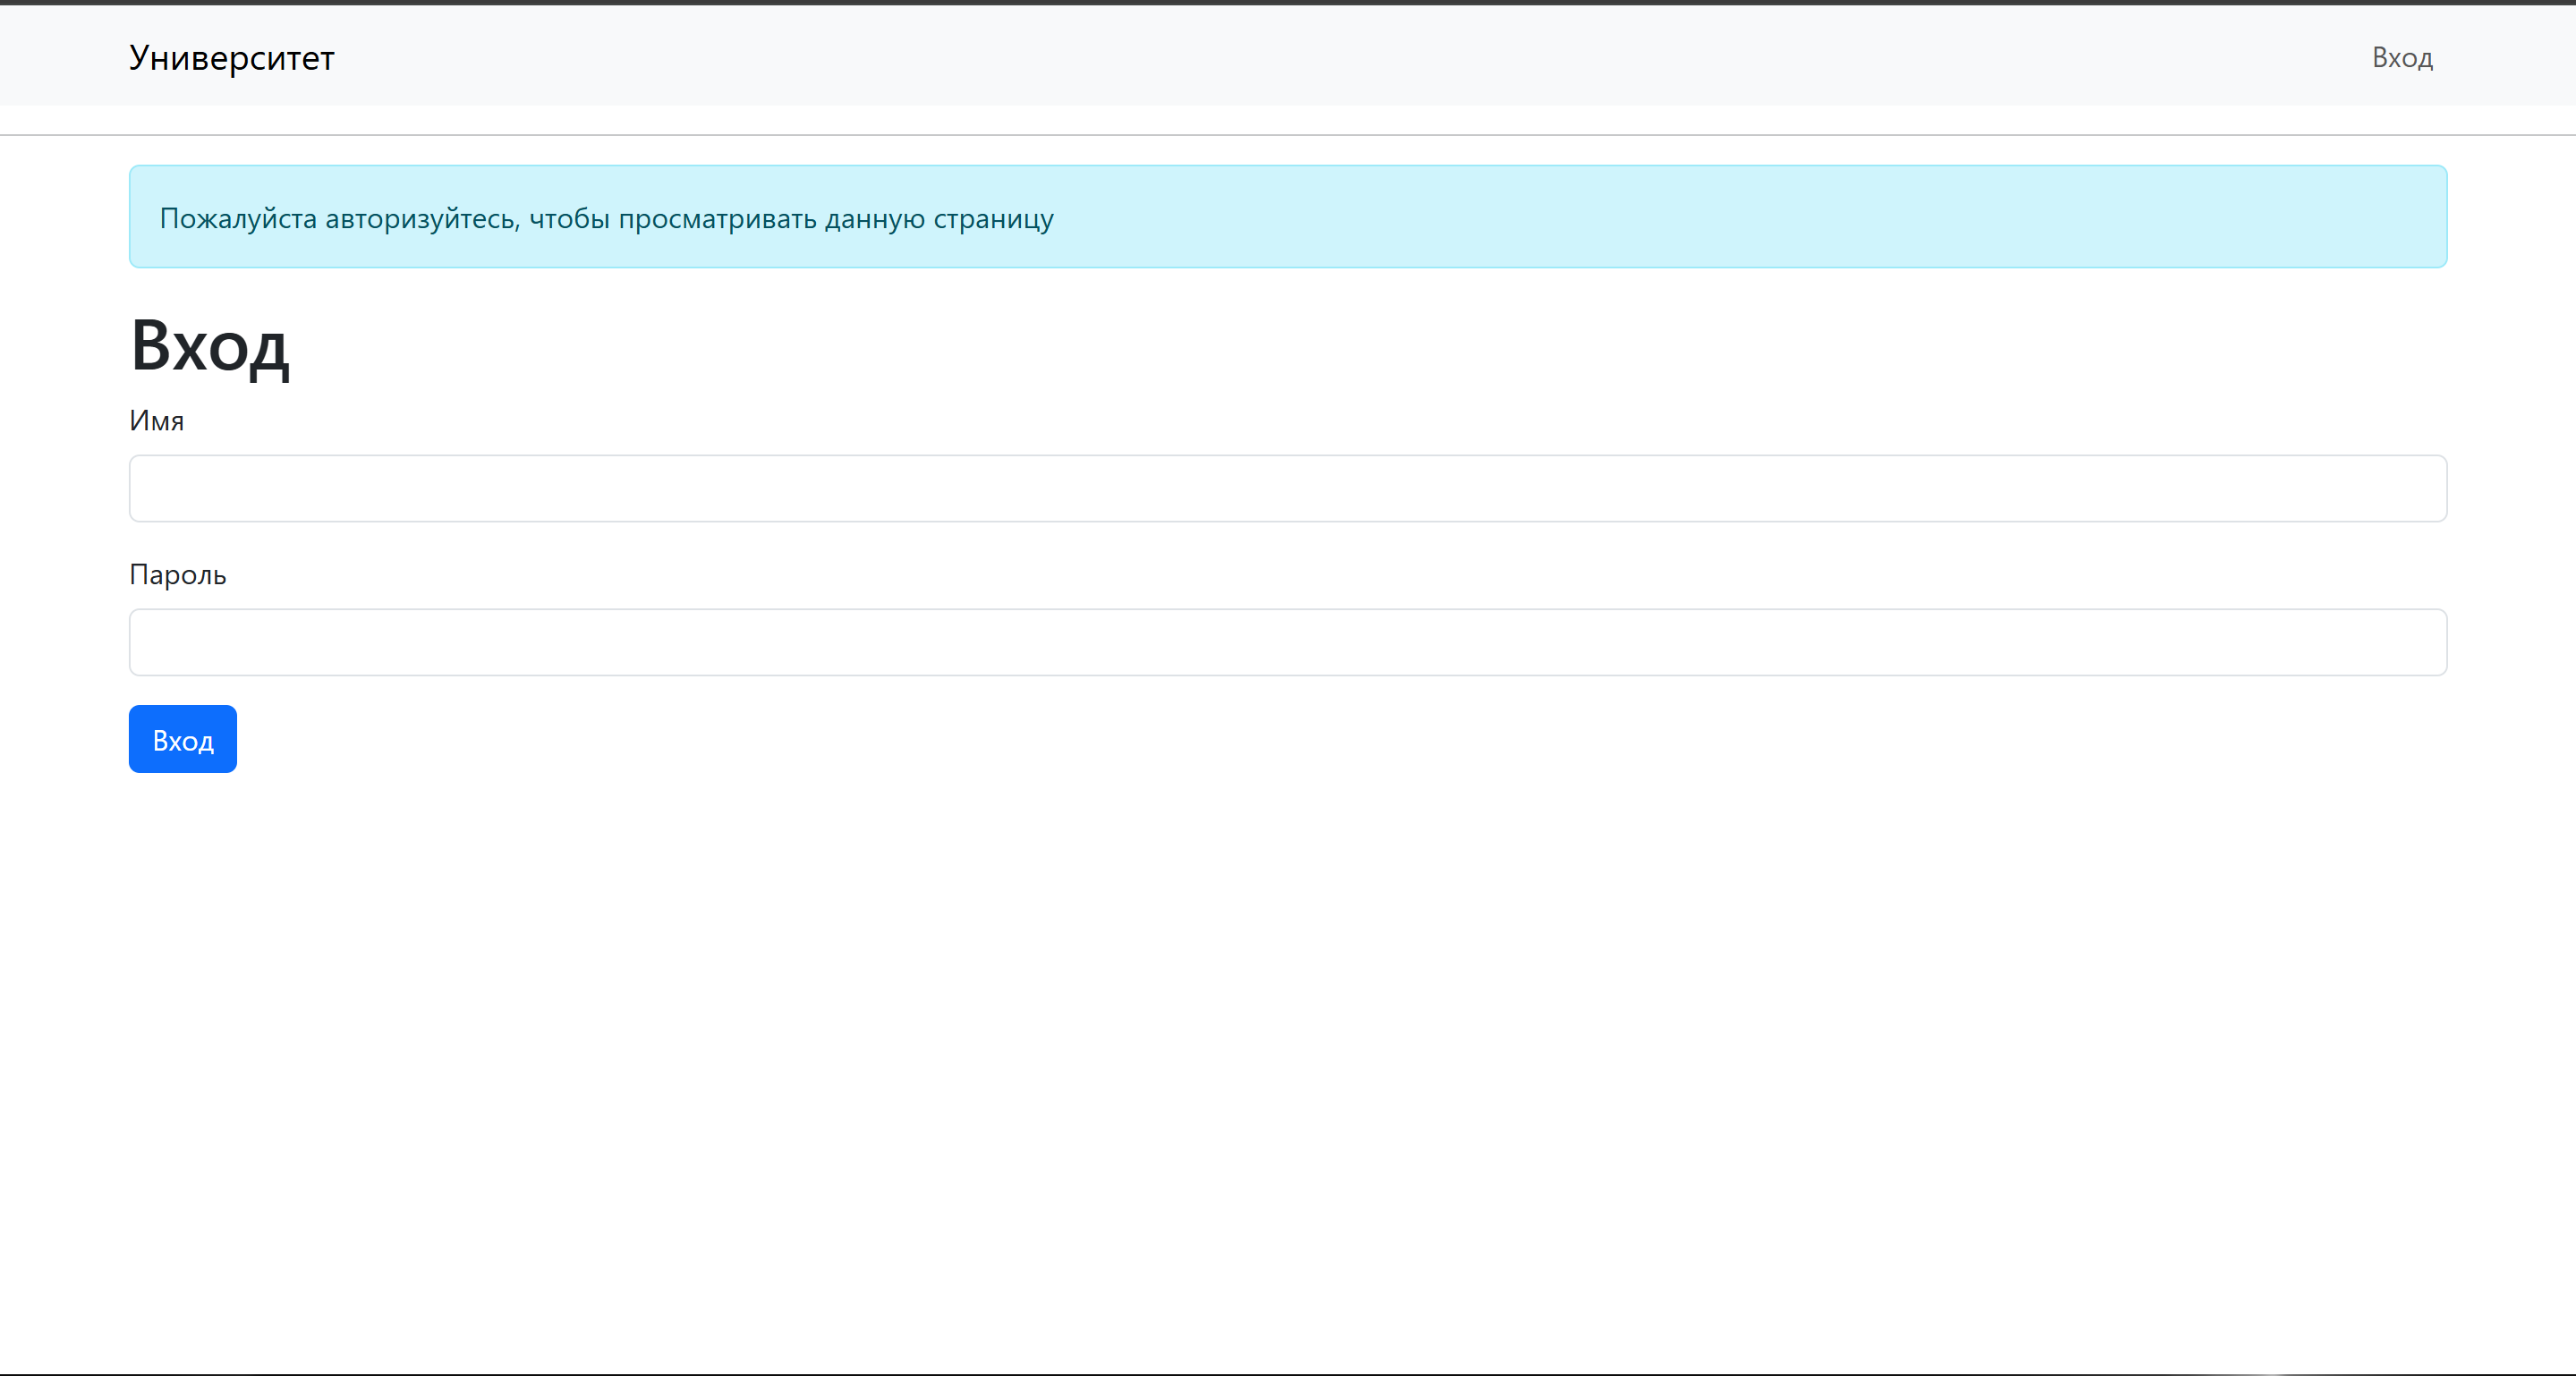 Университет
Вход
Пожалуйста авторизуйтесь, чтобы просматривать данную страницу
Вход
Имя
Пароль
Вход